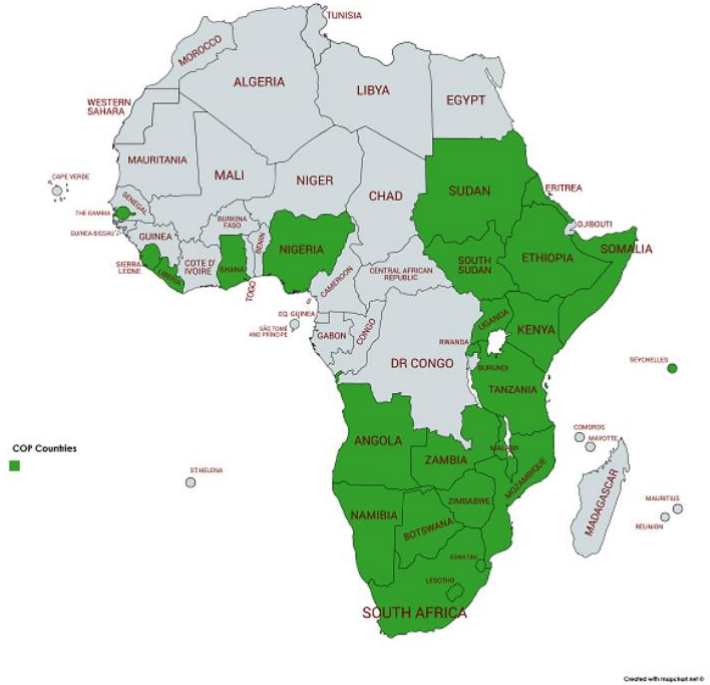 TUNISIA
MOROCCO
ALGERIA
LIBYA
EGYPT
WESTERN
SAHARA
MAURITANIA
MALI
NIGER
CHAD
SUDAN
ERITREA
CAPE VERDE
SENEGAL
THE GAMBIA
GUINEA-BISSAU
GUINEA
BURKINA
FASO
BENIN
NIGERIA
DJIBOUTI
SIERRA
LEONE
LIBERIA
COTE D'
IVOIRE
GHANA
TOGO
CAMEROON
CENTRAL AFRICAN
REPUBLIC
SOUTH
SUDAN
ETHIOPIA
SOMALIA
EQ. GUINEA
SÃO TOMÉ
AND PRÍNCIPE
GABON
CONGO
DR CONGO
UGANDA
KENYA
RWANDA
BURUNDI
TANZANIA
SEYCHELLES
COP Countries
ST.HELENA
ANGOLA
ZAMBIA
MALAWI
MOZAMBIQUE
COMOROS
MAYOTTE
MADAGASCAR
MAURITIUS
RÉUNION
NAMIBIA
BOTSWANA
ZIMBABWE
ESWATINI
LESOTHO
SOUTH AFRICA
Created with mapchart.net ©